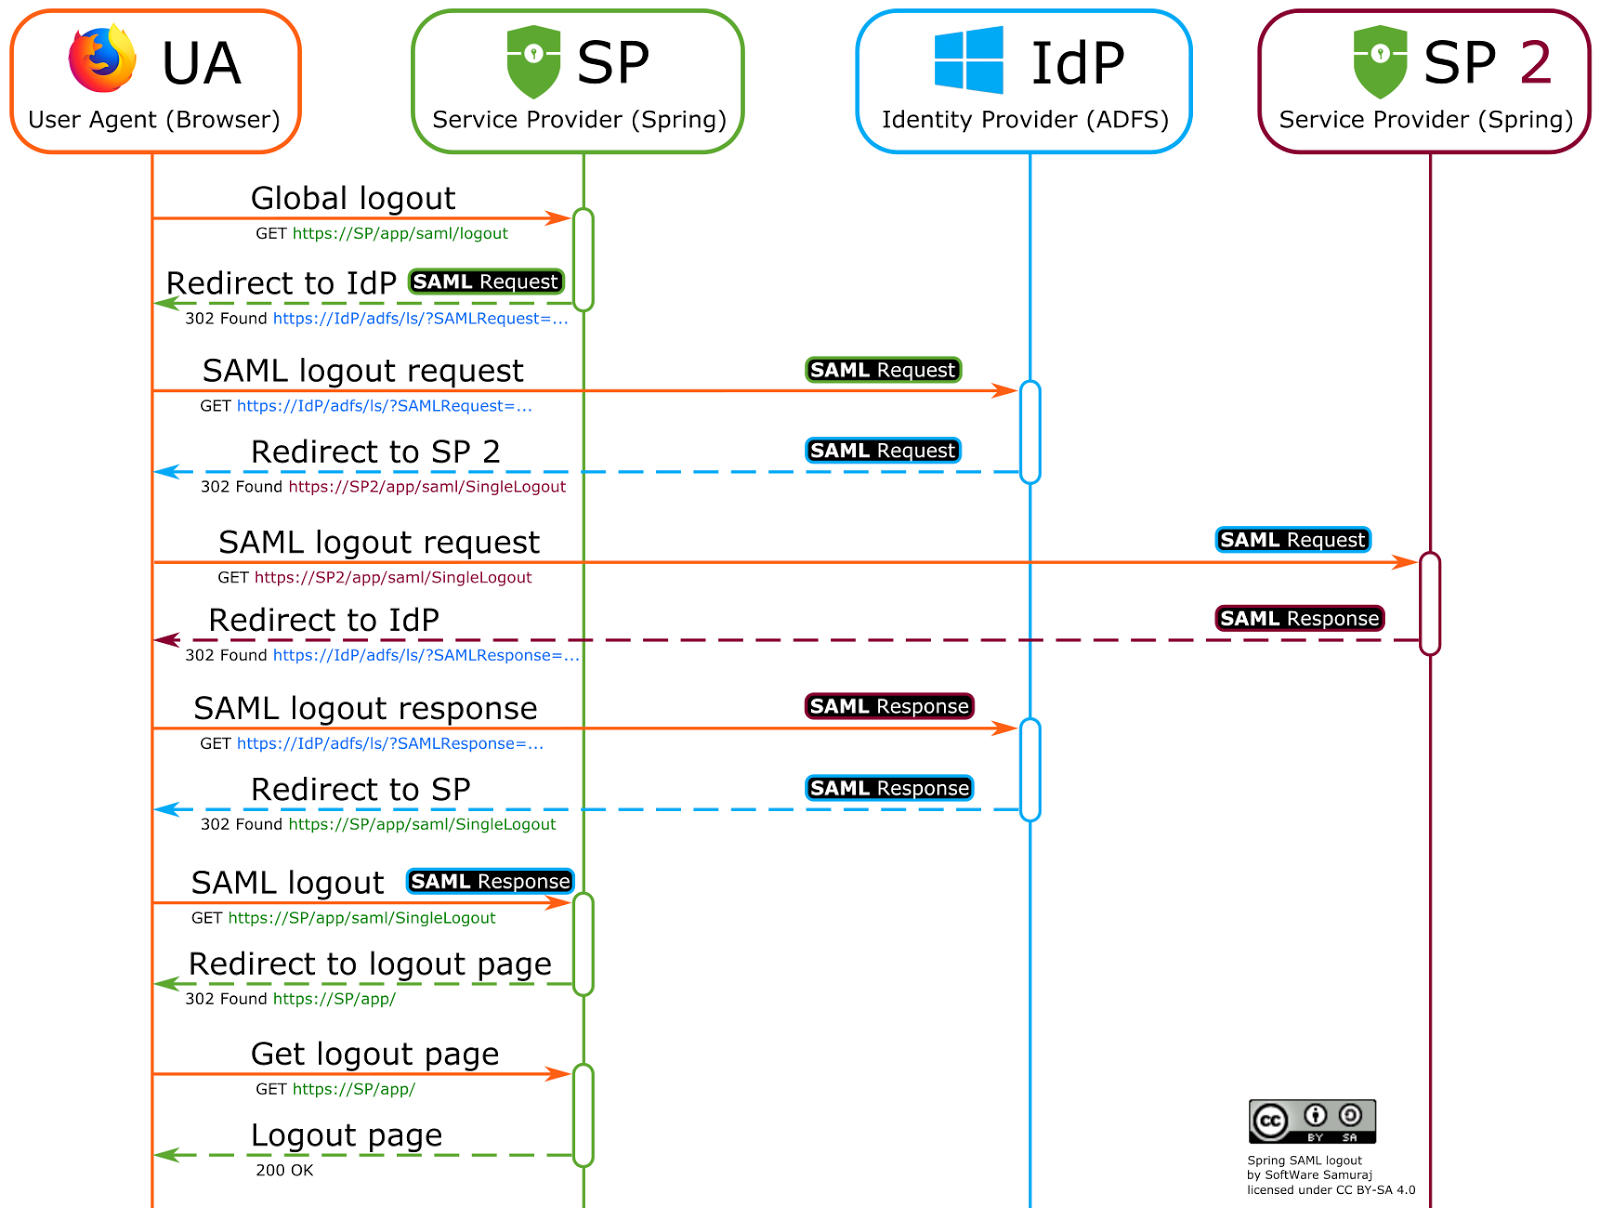 UA
User Agent (Browser)
SP
Service Provider (Spring)
IdP
Identity Provider (ADFS)
SP 2
Service Provider (Spring)
Global logout
GET https://SP/app/saml/logout
Redirect to IdP SAML Request
302 Found https://IdP/adfs/ls/?SAMLRequest=...
SAML logout request SAML Request
GET https://IdP/adfs/ls/?SAMLRequest=...
Redirect to SP 2 SAML Request
302 Found https://SP2/app/saml/SingleLogout
SAML logout request SAML Request
GET https://SP2/app/saml/SingleLogout
Redirect to IdP SAML Response
302 Found https://IdP/adfs/ls/?SAMLResponse=...
SAML logout response SAML Response
GET https://IdP/adfs/ls/?SAMLResponse=...
Redirect to SP SAML Response
302 Found https://SP/app/saml/SingleLogout
SAML logout SAML Response
GET https://SP/app/saml/SingleLogout
Redirect to logout page
302 Found https://SP/app/
Get logout page
GET https://SP/app/
Logout page
200 OK
cc
BY SA
Spring SAML logout
by SoftWare Samuraj
licensed under CC BY-SA 4.0